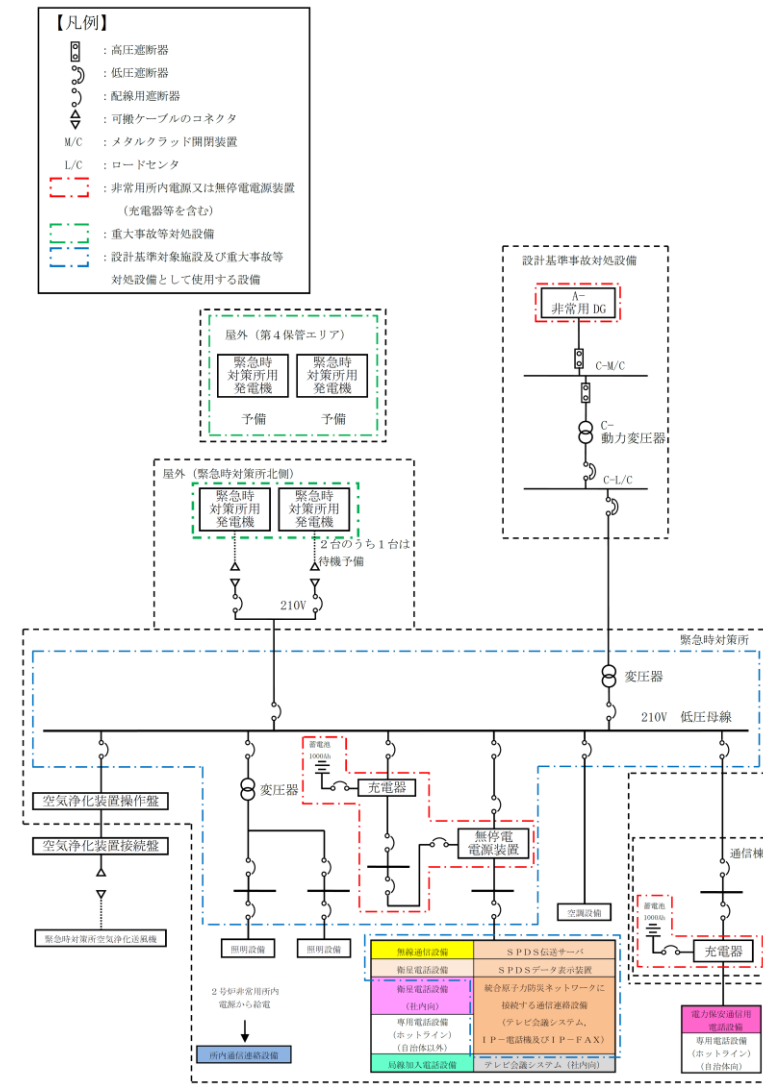 【凡例】
：高圧遮断器
：低圧遮断器
：配線用遮断器
：可搬ケーブルのコネクタ
M/C ：メタルクラッド開閉装置
L/C ：ロードセンタ
：非常用所内電源又は無停電電源装置
（充電器等を含む）
：重大事故等対処設備
：設計基準対象施設及び重大事故等
対処設備として使用する設備
設計基準事故対処設備
A-
非常用 DG
C-M/C
C-
動力変圧器
C-L/C
屋外（第４保管エリア）
緊急時
対策所用
発電機
緊急時
対策所用
発電機
予備
予備
屋外（緊急時対策所北側）
緊急時
対策所用
発電機
緊急時
対策所用
発電機
２台のうち１台は
待機予備
210V
緊急時対策所
変圧器
210V 低圧母線
空気浄化装置操作盤
空気浄化装置接続盤
緊急時対策所空気浄化送風機
変圧器
照明設備
照明設備
２号炉非常用所内
電源から給電
所内通信連絡設備
蓄電池
1000Ah
充電器
無停電
電源装置
空調設備
通信棟
蓄電池
1000Ah
充電器
無線通信設備
衛星電話設備
衛星電話設備
（社内向）
専用電話設備
（ホットライン）
（自治体以外）
局線加入電話設備
ＳＰＤＳ伝送サーバ
ＳＰＤＳデータ表示装置
統合原子力防災ネットワークに
接続する通信連絡設備
（テレビ会議システム、
ＩＰ－電話機及びＩＰ－ＦＡＸ）
テレビ会議システム（社内向）
電力保安通信用
電話設備
専用電話設備
（ホットライン）
（自治体向）